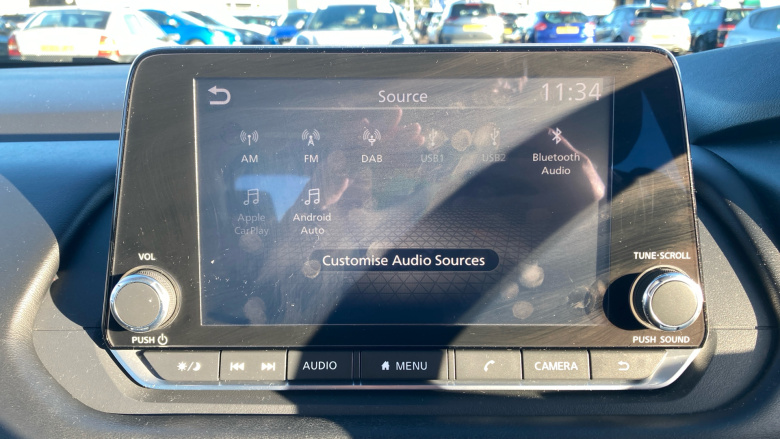 Source
11:34
AM
FM
DAB
USB1
USB2
Bluetooth
Audio
Apple
CarPlay
Android
Auto
Customise Audio Sources
VOL
TUNE·SCROLL
PUSH
PUSH SOUND
AUDIO
MENU
CAMERA